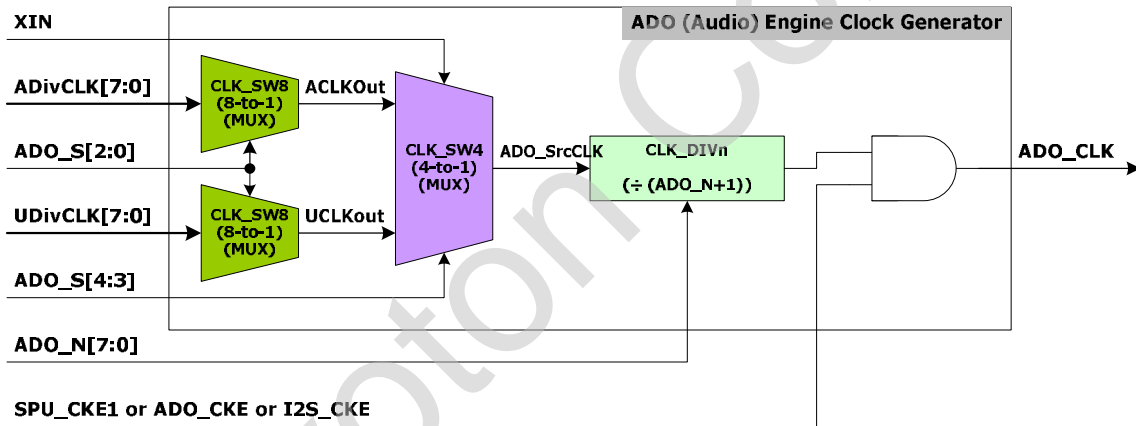 XIN
ADO (Audio) Engine Clock Generator
ADivCLK[7:0]
CLK_SW8
(8-to-1)
(MUX)
ACLKOut
ADO_S[2:0]
CLK_SW4
(4-to-1)
(MUX)
ADO_SrcCLK
CLK_DIVn
(÷ (ADO_N+1))
ADO_CLK
UDivCLK[7:0]
CLK_SW8
(8-to-1)
(MUX)
UCLKout
ADO_S[4:3]
ADO_N[7:0]
SPU_CKE1 or ADO_CKE or I2S_CKE